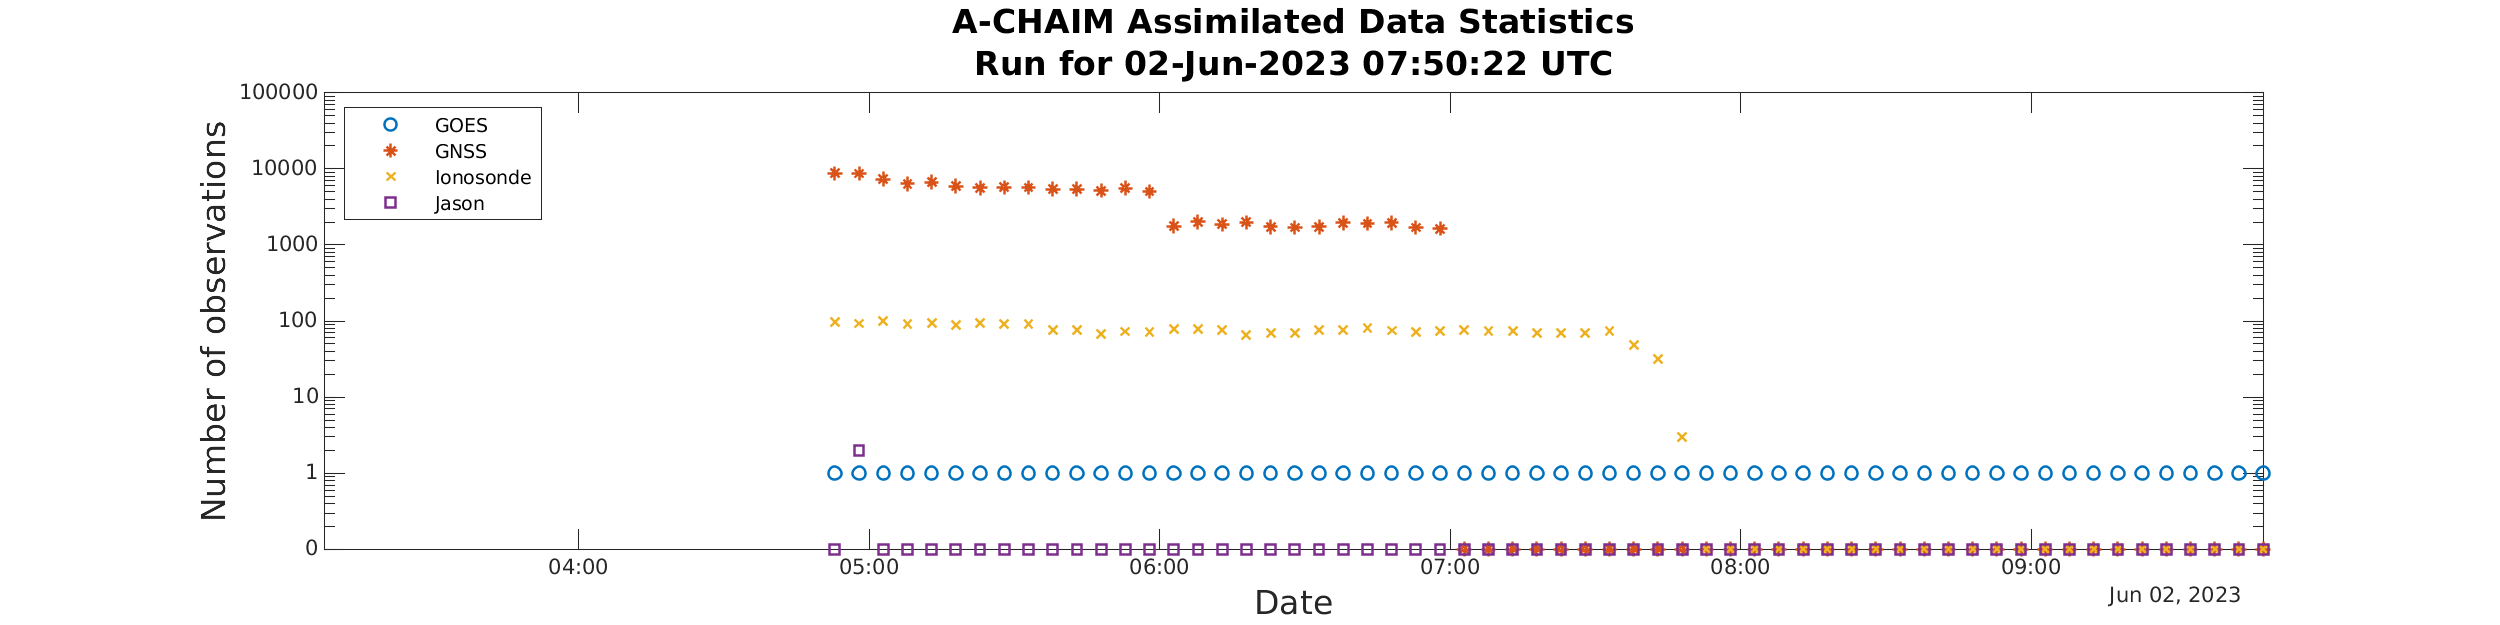 A-CHAIM Assimilated Data Statistics
Run for 02-Jun-2023 07:50:22 UTC
Number of observations
100000
10000
1000
100
10
1
0
GOES
GNSS
Ionosonde
Jason
04:00 05:00 06:00 07:00 08:00 09:00
Date
Jun 02, 2023